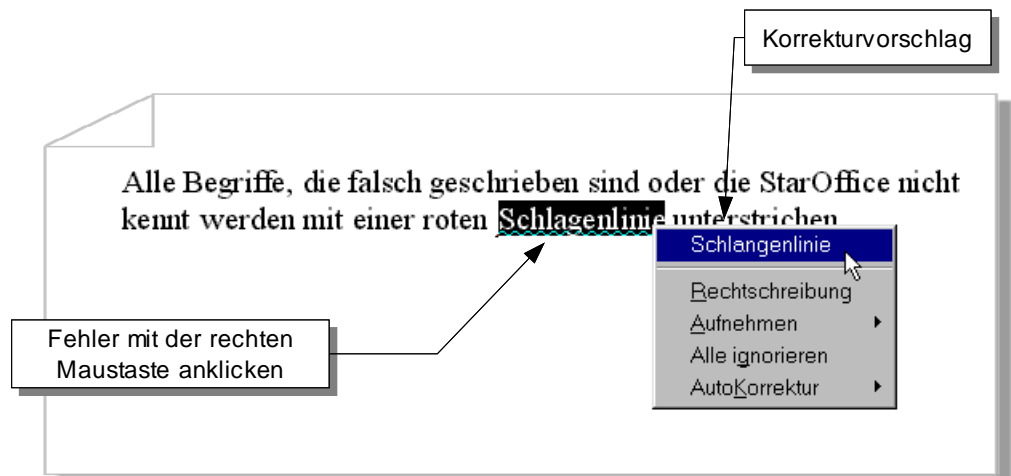 Korrekturvorschlag
Alle Begriffe, die falsch geschrieben sind oder die StarOffice nicht
kennt werden mit einer roten Schlagenlinie unterstrichen
Schlangenlinie
Rechtschreibung
Aufnehmen
Alle ignorieren
AutoKorrektur
Fehler mit der rechten
Maustaste anklicken